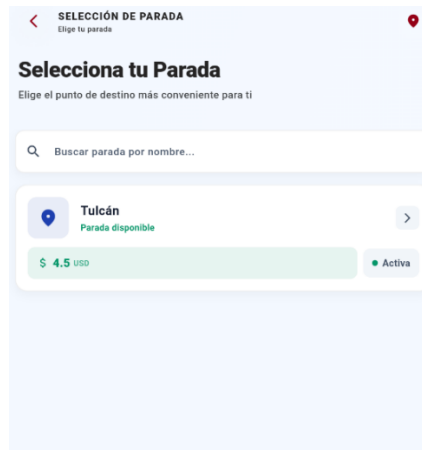 SELECCIÓN DE PARADA
Elige tu parada
Selecciona tu Parada
Elige el punto de destino más conveniente para ti
Buscar parada por nombre...
Tulcán
Parada disponible
$ 4.5 USD
Activa